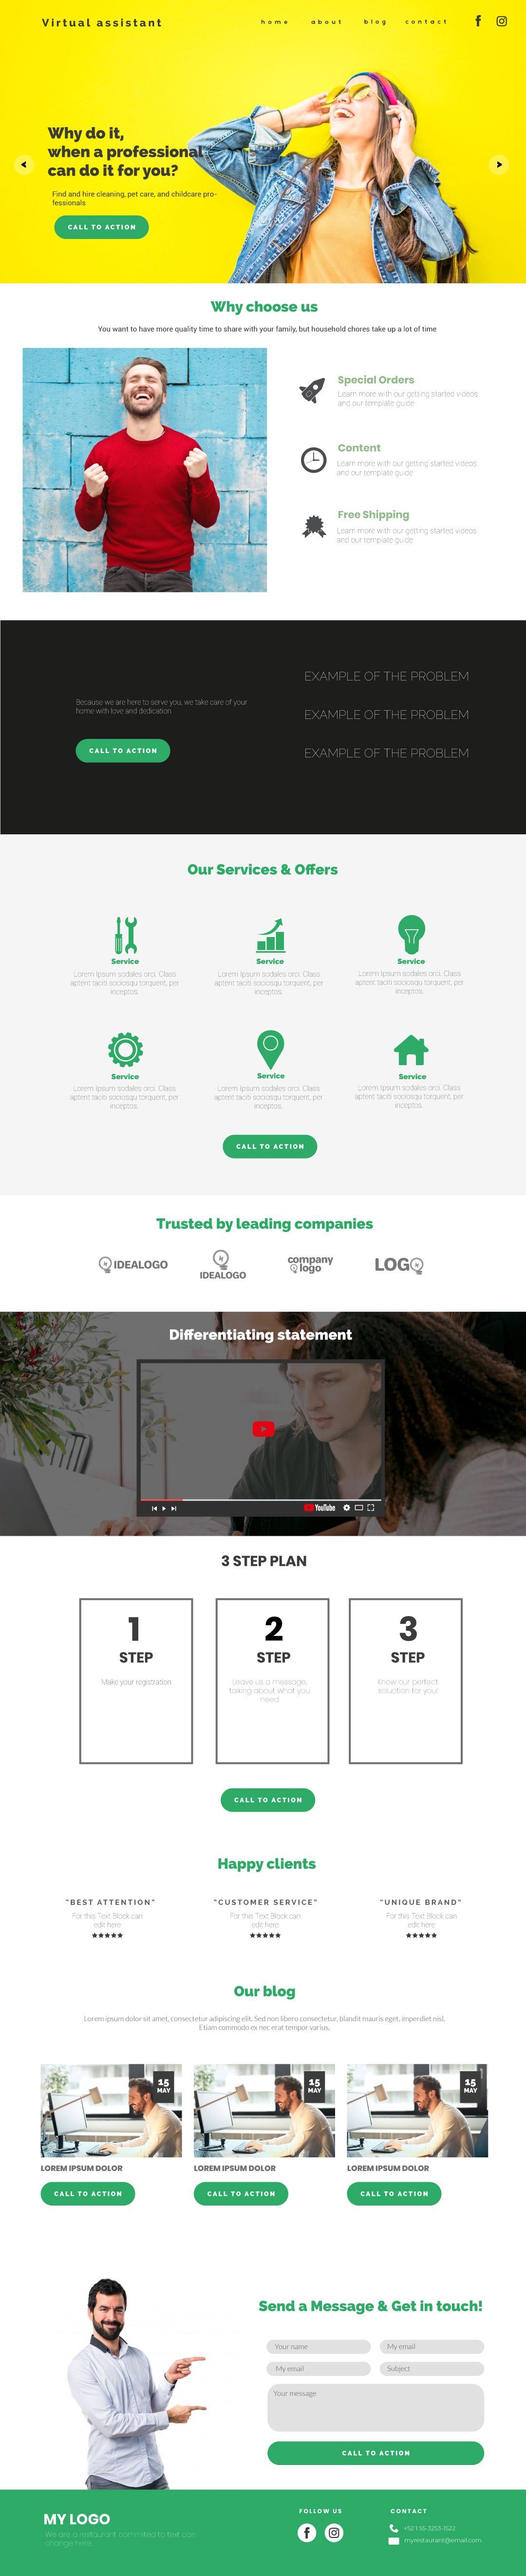 Virtual assistant
home about blog contact
Why do it,
when a professional
can do it for you?
Find and hire cleaning, pet care, and childcare pro-
fessionals
CALL TO ACTION
Why choose us
You want to have more quality time to share with your family, but household chores take up a lot of time
Special Orders
Learn more with our getting started videos
and our template guide
Content
Learn more with our getting started videos
and our template guide
Free Shipping
Learn more with our getting started videos
and our template guide
Because we are here to serve you, we take care of your
home with love and dedication
CALL TO ACTION
EXAMPLE OF THE PROBLEM
EXAMPLE OF THE PROBLEM
EXAMPLE OF THE PROBLEM
Our Services & Offers
Service
Lorem Ipsum sodales orci. Class
aptent taciti sociosqu torquent, per
inceptos.
Service
Lorem Ipsum sodales orci. Class
aptent taciti sociosqu torquent, per
inceptos.
Service
Lorem Ipsum sodales orci. Class
aptent taciti sociosqu torquent, per
inceptos.
Service
Lorem Ipsum sodales orci. Class
aptent taciti sociosqu torquent, per
inceptos.
Service
Lorem Ipsum sodales orci. Class
aptent taciti sociosqu torquent, per
inceptos.
Service
Lorem Ipsum sodales orci. Class
aptent taciti sociosqu torquent, per
inceptos.
CALL TO ACTION
Trusted by leading companies
IDEALOGO
IDEALOGO
company
logo
LOGO
Differentiating statement
YouTube
3 STEP PLAN
1
STEP
Make your registration
2
STEP
Leave us a message,
talking about what you
need
3
STEP
Know our perfect
solution for you!
CALL TO ACTION
Happy clients
"BEST ATTENTION"
For this Text Block can
edit here
"CUSTOMER SERVICE"
For this Text Block can
edit here
"UNIQUE BRAND"
For this Text Block can
edit here
Our blog
Lorem ipsum dolor sit amet, consectetur adipiscing elit. Sed non libero consectetur, blandit mauris eget, imperdiet nisl.
Etiam commodo ex nec erat tempor varius.
15
MAY
LOREM IPSUM DOLOR
CALL TO ACTION
15
MAY
LOREM IPSUM DOLOR
CALL TO ACTION
15
MAY
LOREM IPSUM DOLOR
CALL TO ACTION
Send a Message & Get in touch!
Your name
My email
My email
Subject
Your message
CALL TO ACTION
MY LOGO
We are a restaurant commited to text can
change here.
FOLLOW US
CONTACT
+52 1 55-3253-1522
myrestaurant@email.com